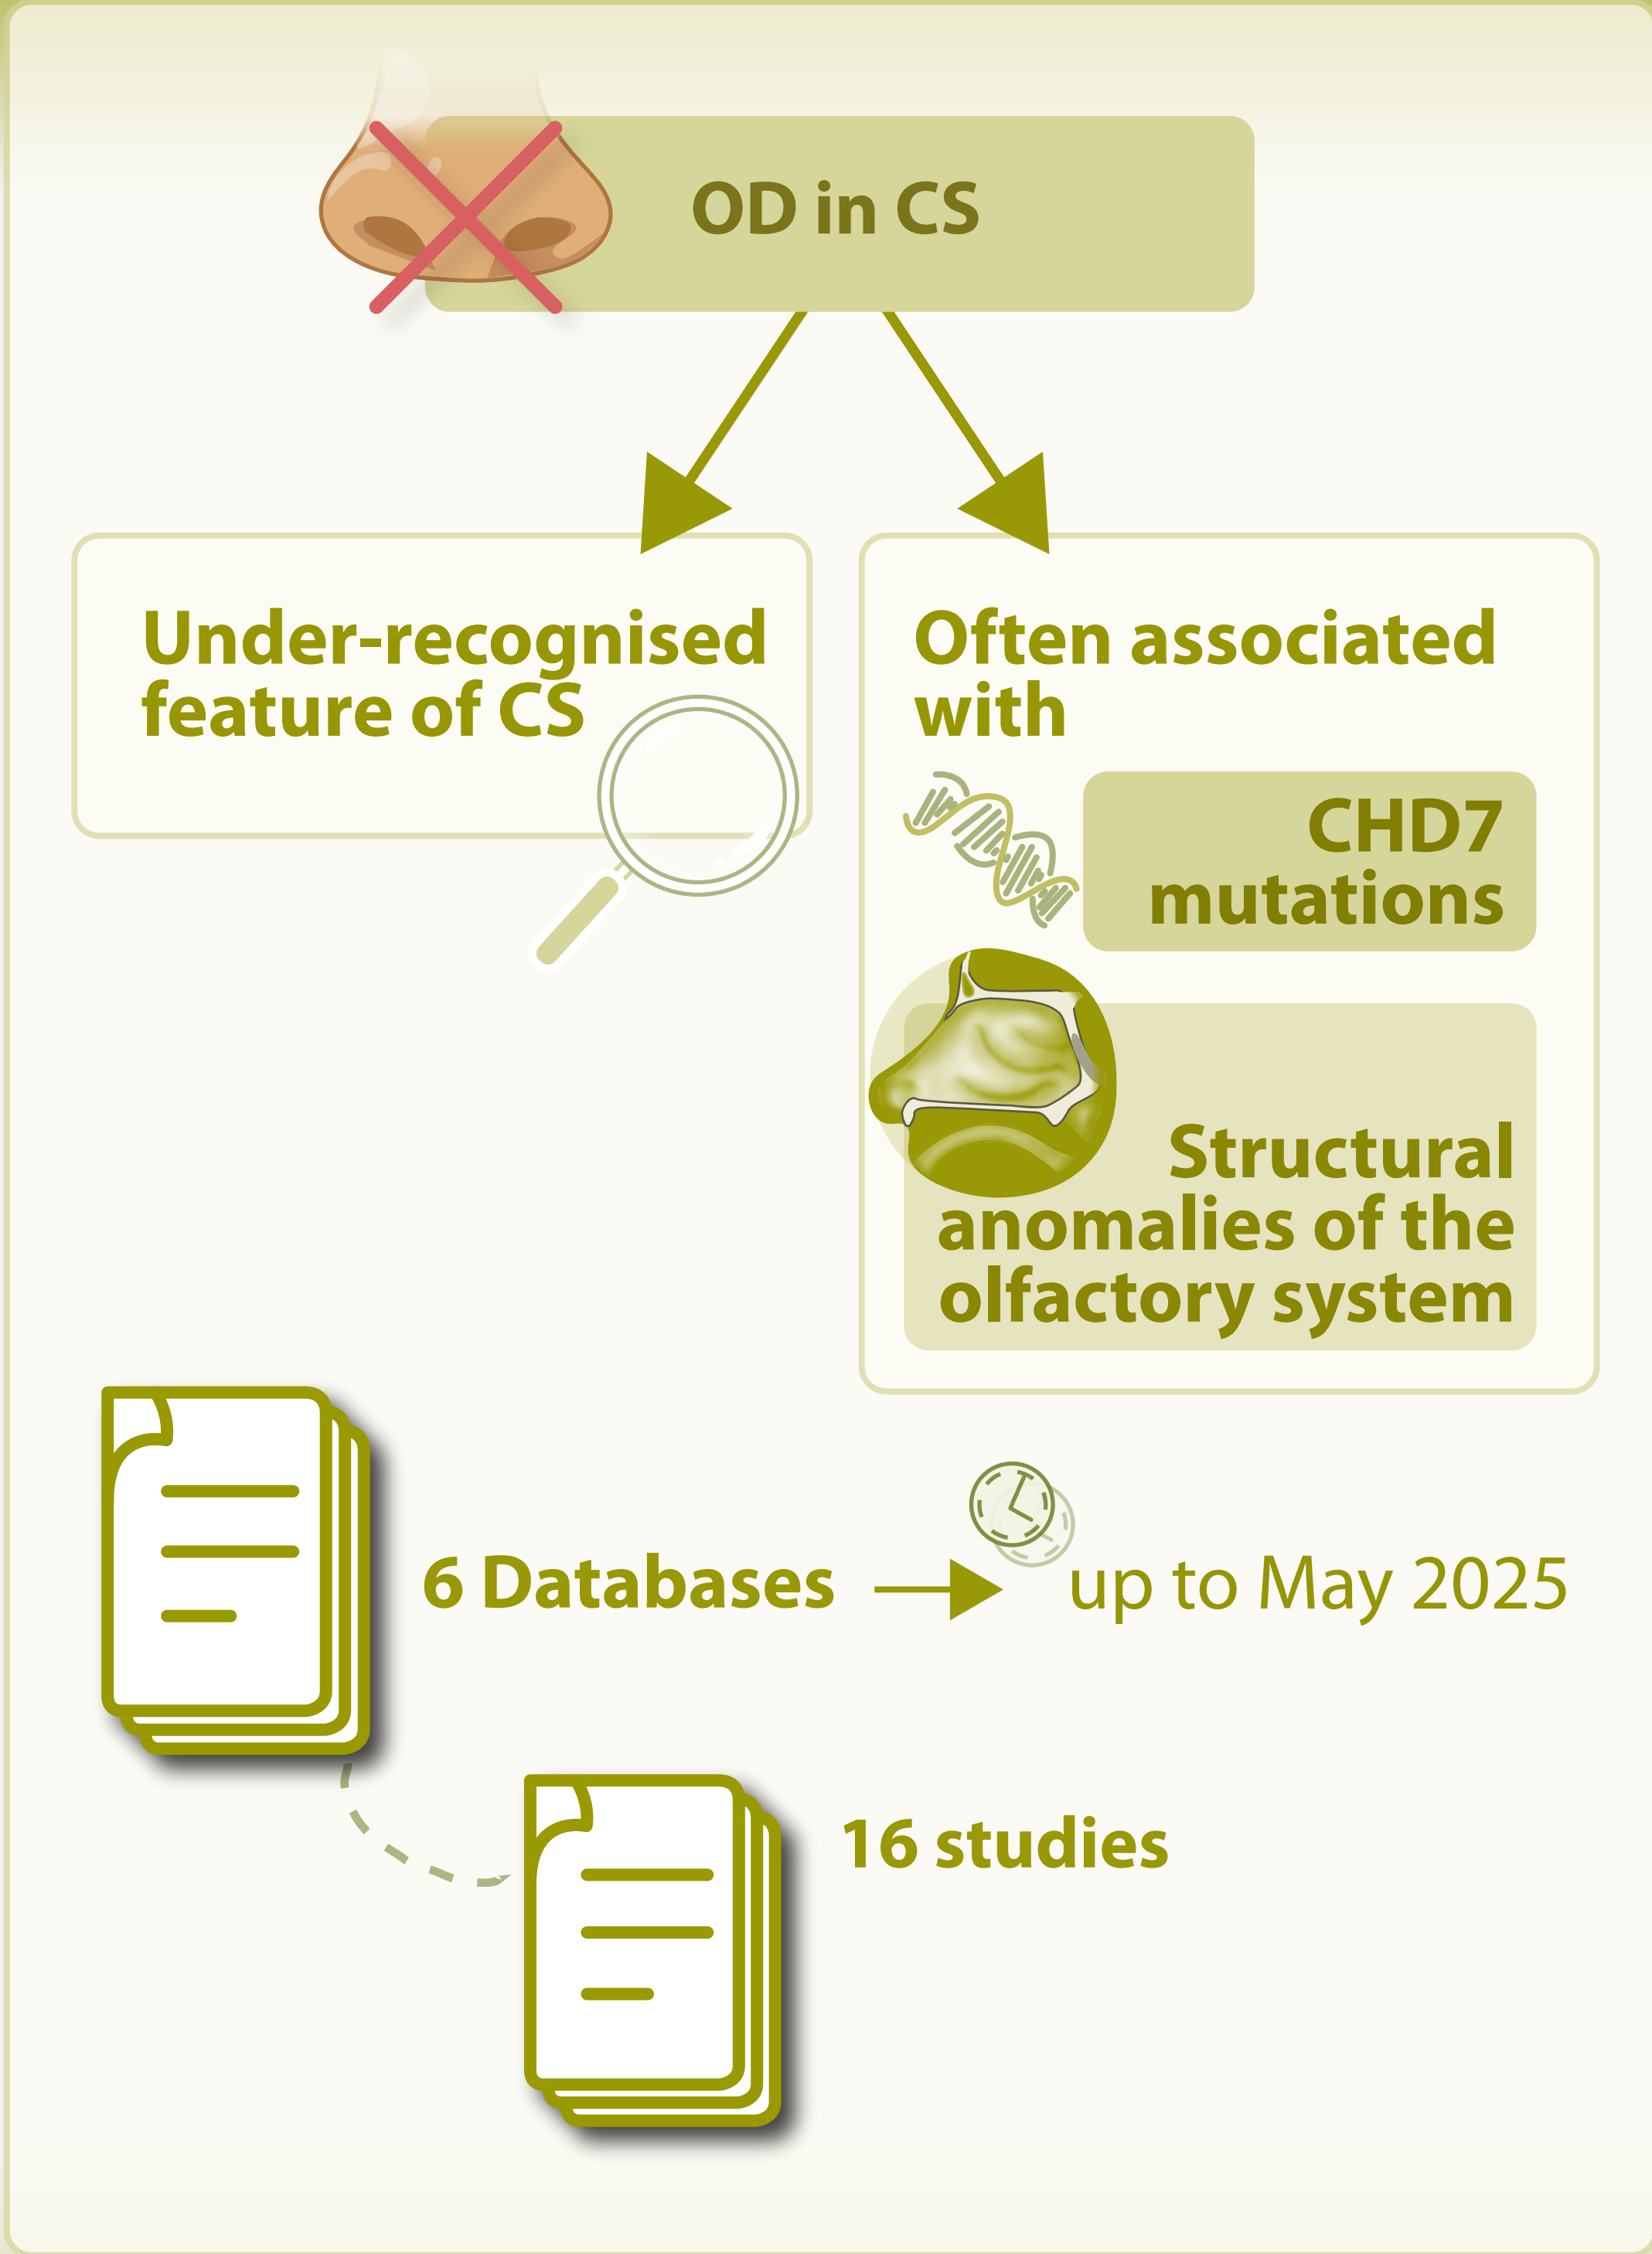 OD in CS
Under-recognised
feature of CS
Often associated
with
CHD7
mutations
Structural
anomalies of the
olfactory system
6 Databases
up to May 2025
16 studies